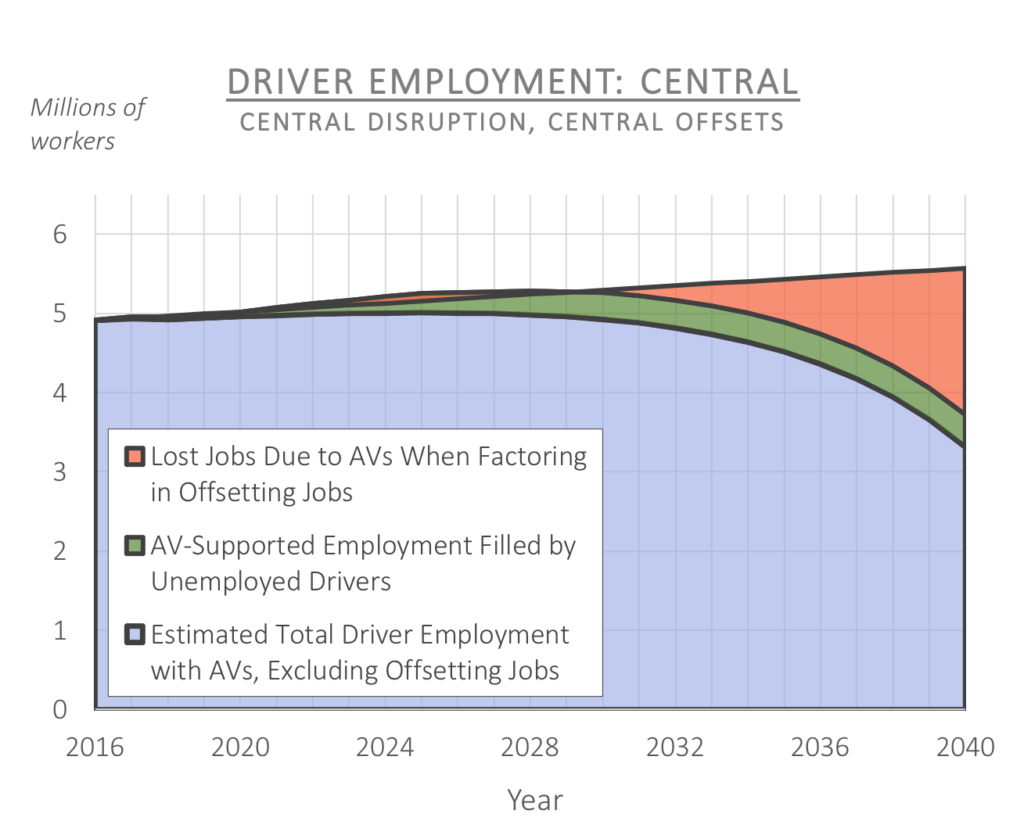 DRIVER EMPLOYMENT: CENTRAL
CENTRAL DISRUPTION, CENTRAL OFFSETS
Millions of
workers
6
5
4
3
2
1
0
Lost Jobs Due to AVs When Factoring
in Offsetting Jobs
AV-Supported Employment Filled by
Unemployed Drivers
Estimated Total Driver Employment
with AVs, Excluding Offsetting Jobs
2016 2020 2024 2028 2032 2036 2040
Year